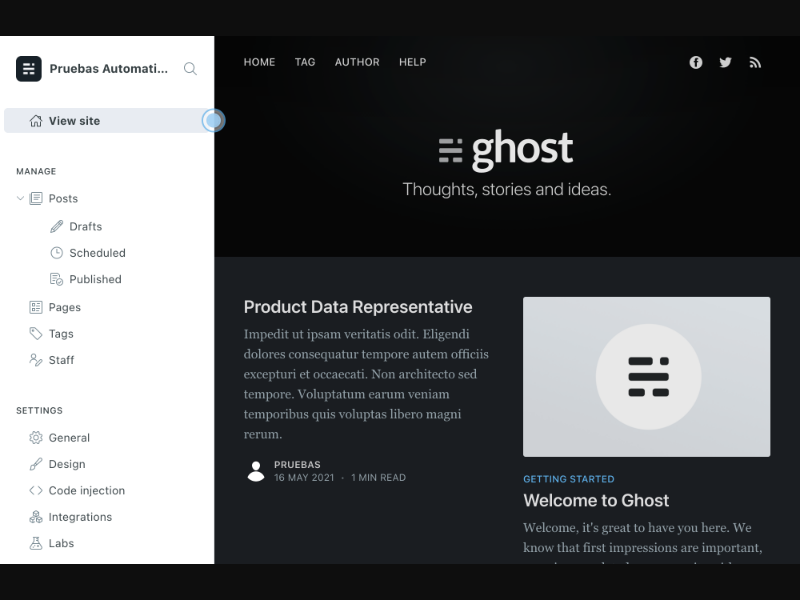 Pruebas Automati...
View site
MANAGE
Posts
Drafts
Scheduled
Published
Pages
Tags
Staff
SETTINGS
General
Design
Code injection
Integrations
Labs
HOME TAG AUTHOR HELP
ghost
Thoughts, stories and ideas.
Product Data Representative
Impedit ut ipsam veritatis odit. Eligendi
dolores consequatur tempore autem officiis
excepturi et occaecati. Non architecto sed
tempore. Voluptatum earum veniam
temporibus quis voluptas libero magni
rerum.
PRUEBAS
16 MAY 2021 · 1 MIN READ
GETTING STARTED
Welcome to Ghost
Welcome, it's great to have you here. We
know that first impressions are important,